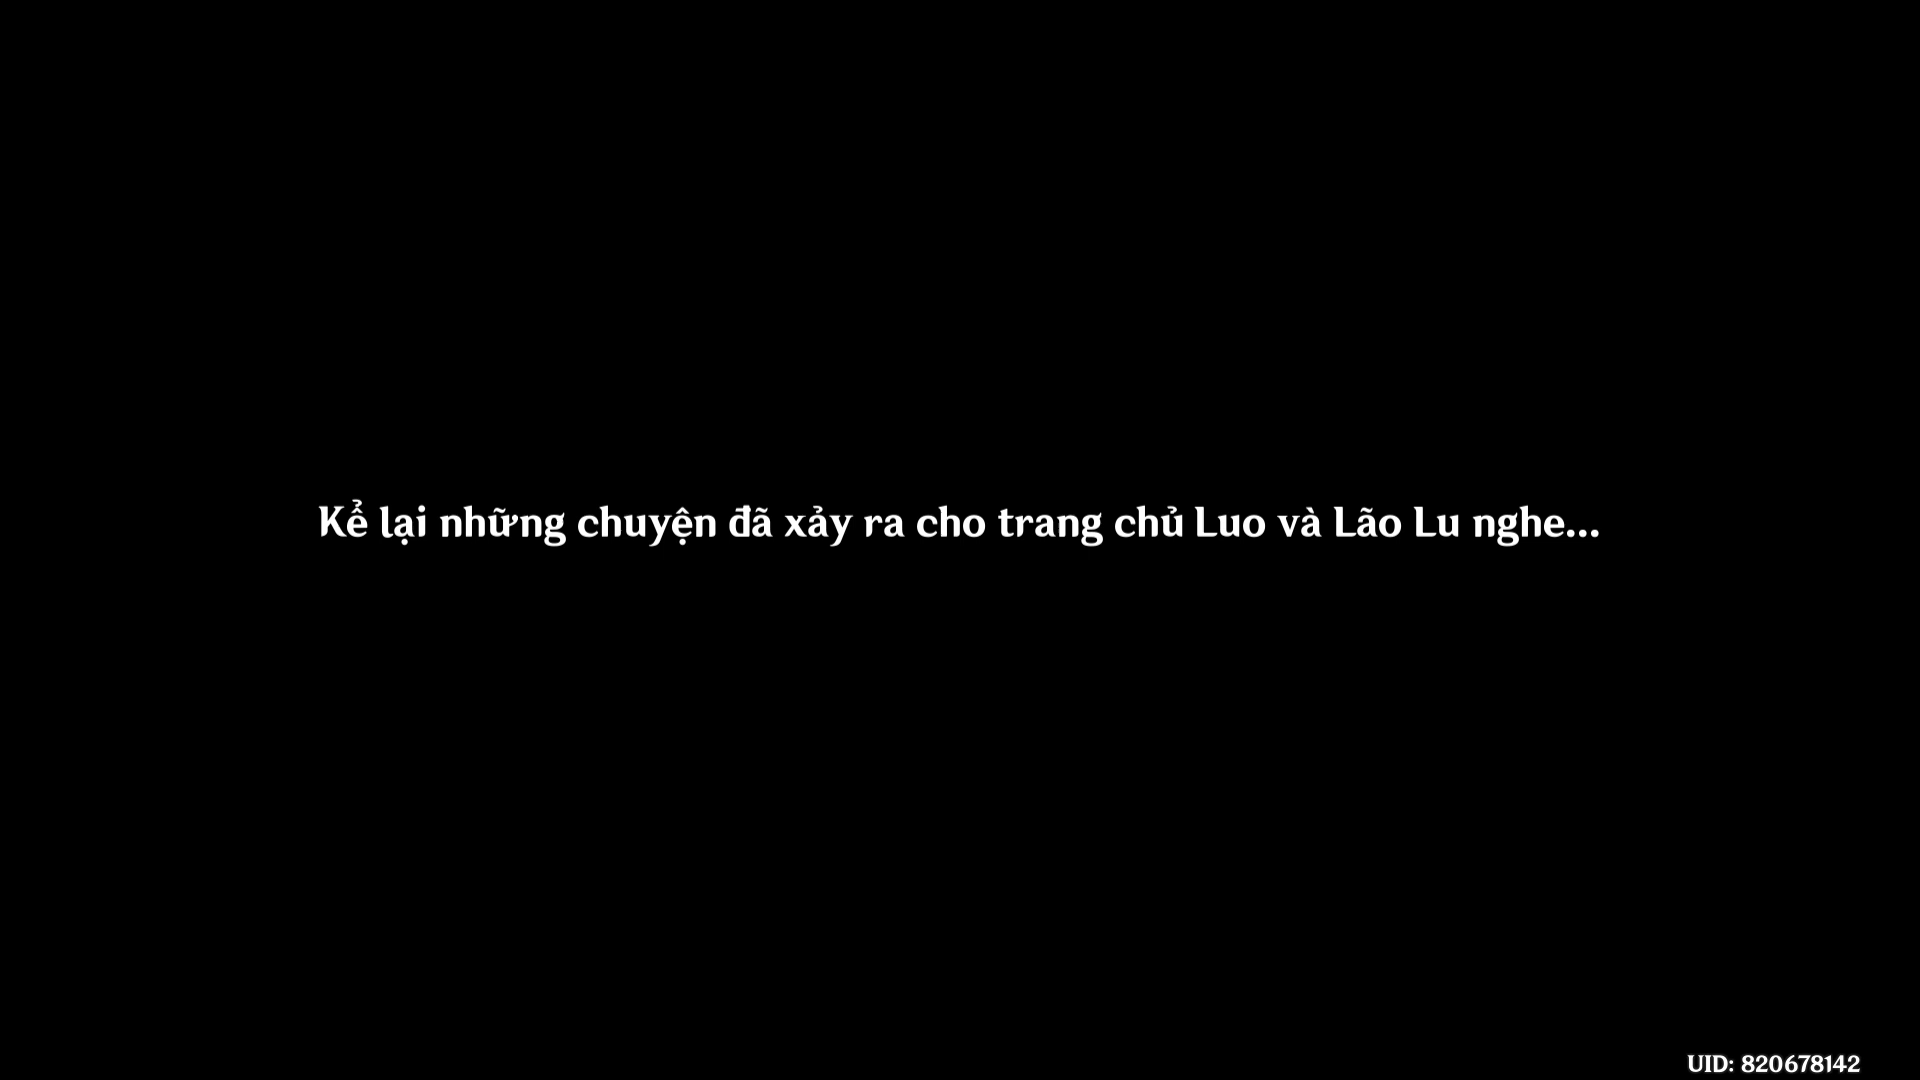 Kể lại những chuyện đã xảy ra cho trang chủ Luo và Lão Lu nghe...
UID: 820678142